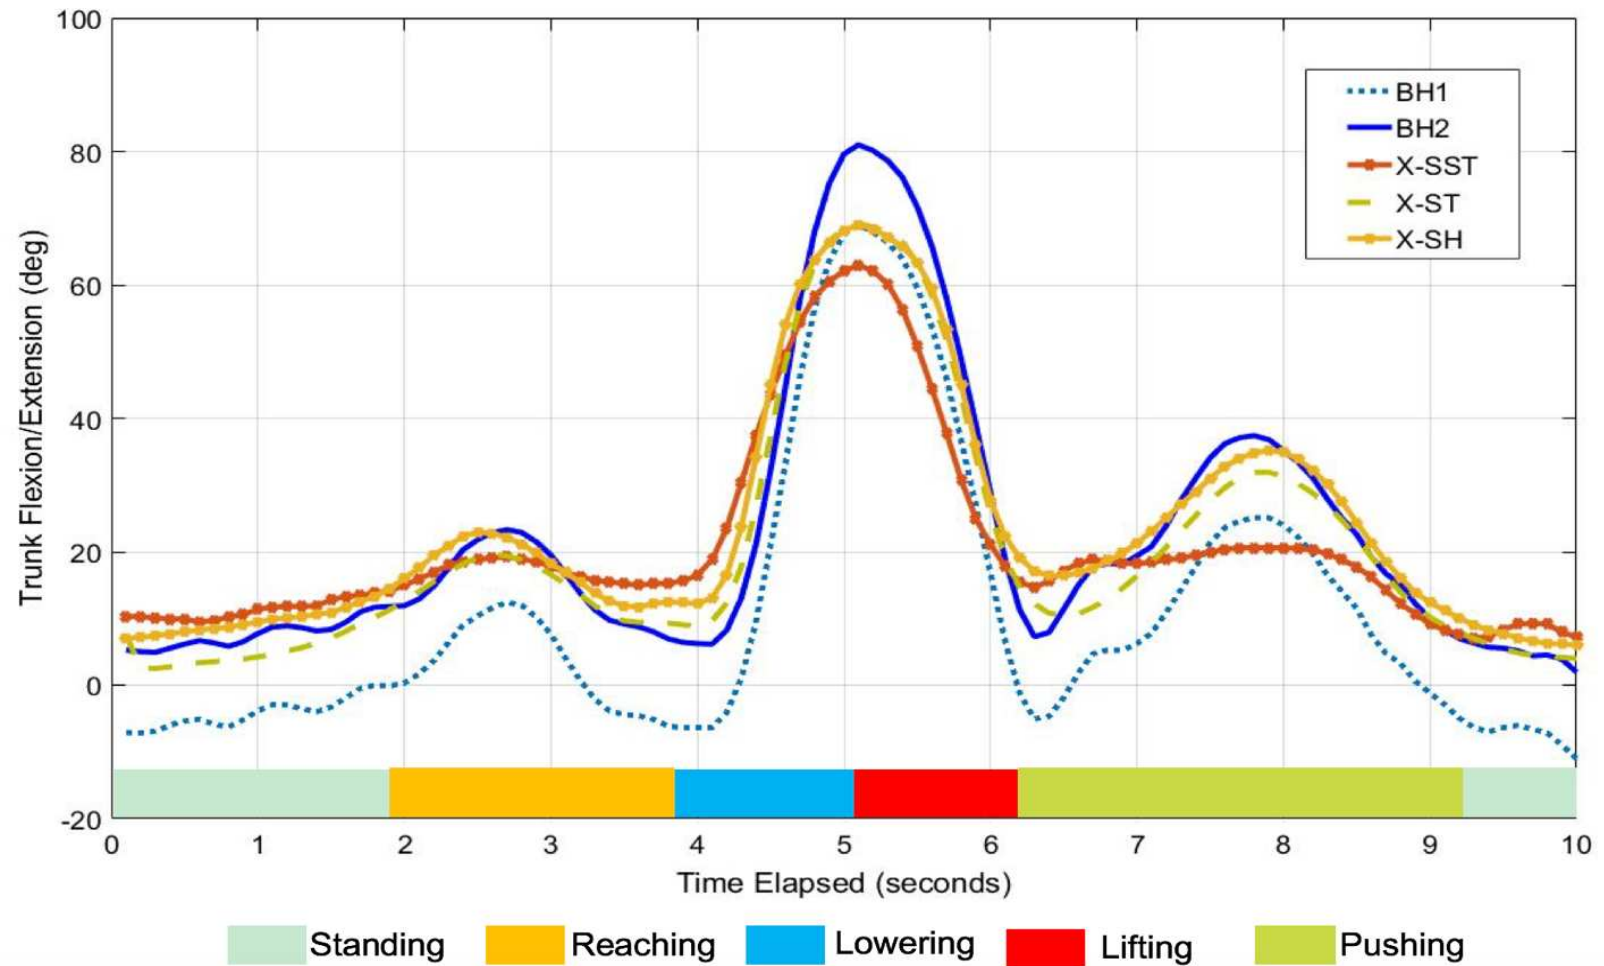 100
80
60
40
20
0
-20
Trunk Flexion/Extension (deg)
BH1
BH2
X-SST
X-ST
X-SH
0 1 2 3 4 5 6 7 8 9 10
Time Elapsed (seconds)
Standing Reaching Lowering Lifting Pushing